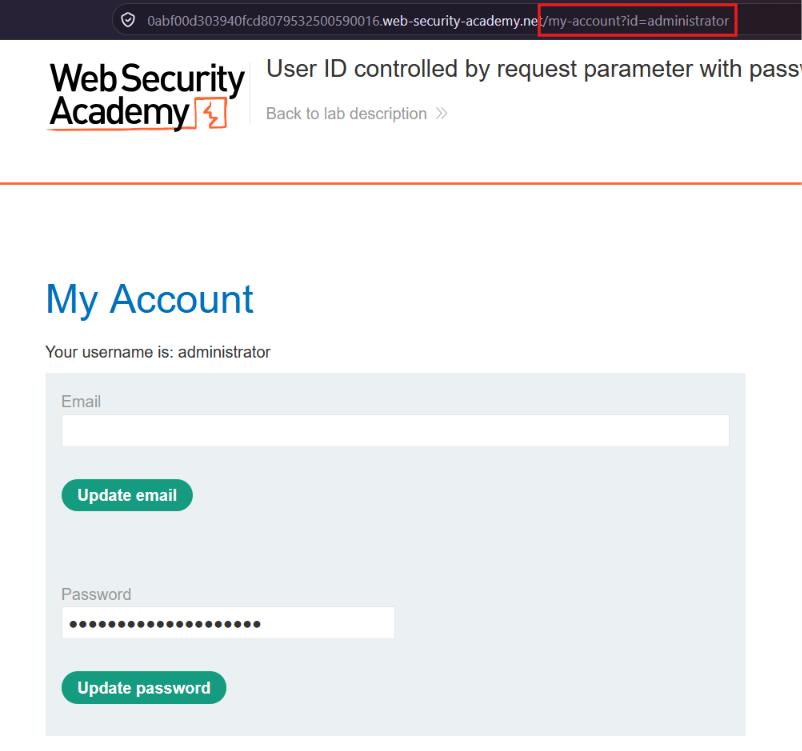 0abf00d303940fcd8079532500590016.web-security-academy.net/my-account?id=administrator
Web Security
Academy
User ID controlled by request parameter with passw
Back to lab description
My Account
Your username is: administrator
Email
Update email
Password
••••••••••••••••••••
Update password